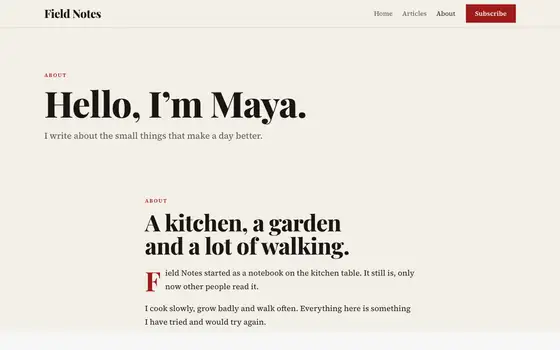 Field Notes
Home Articles About Subscribe
ABOUT
Hello, I’m Maya.
I write about the small things that make a day better.
ABOUT
A kitchen, a garden
and a lot of walking.
Field Notes started as a notebook on the kitchen table. It still is, only
now other people read it.
I cook slowly, grow badly and walk often. Everything here is something
I have tried and would try again.